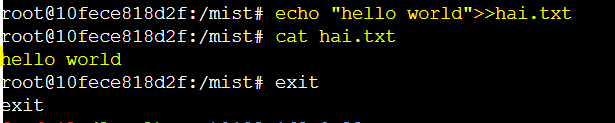 root@10fece818d2f:/mist# echo "hello world">>hai.txt
root@10fece818d2f:/mist# cat hai.txt
hello world
root@10fece818d2f:/mist# exit
exit